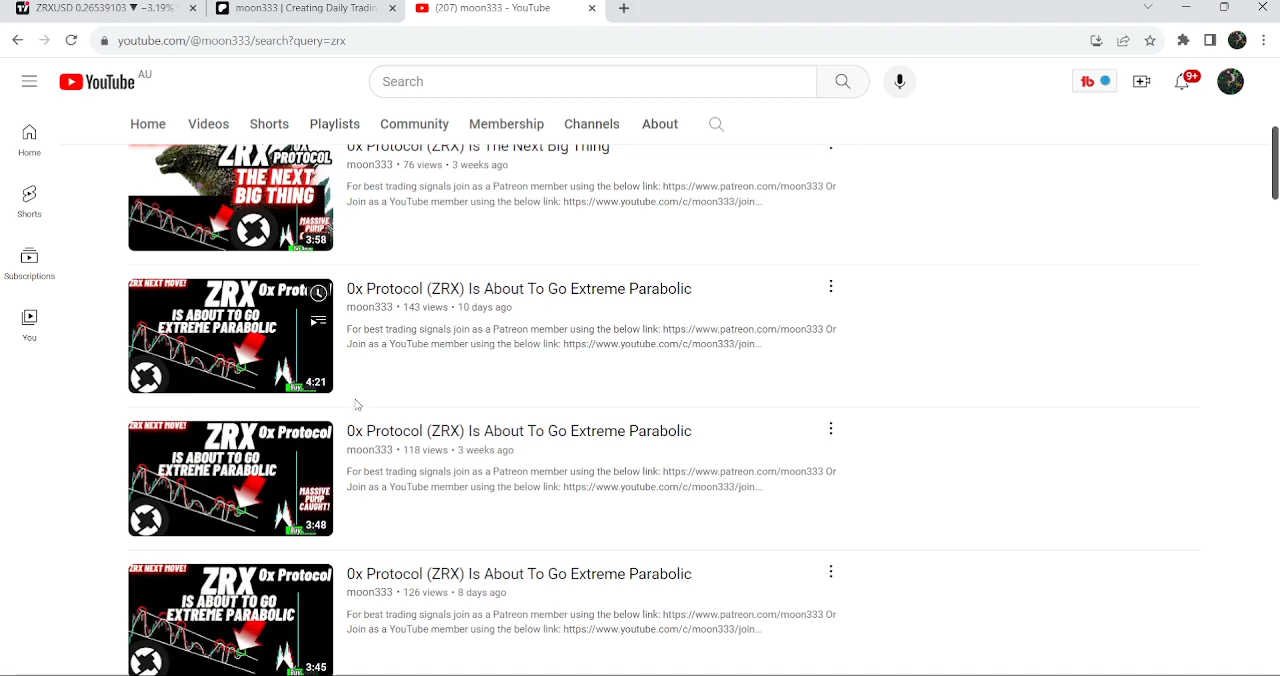 ZRXUSD 0.26539103 ▼ −3.19%
moon333 | Creating Daily Tradin
(207) moon333 - YouTube
youtube.com/@moon333/search?query=zrx
YouTube AU
Search
9+
Home Videos Shorts Playlists Community Membership Channels About
Home
Shorts
Subscriptions
You
ZRX PROTOCOL
THE NEXT
BIG THING
MASSIVE
PUMP
3:58
0x Protocol (ZRX) Is The Next Big Thing
moon333 • 76 views • 3 weeks ago
For best trading signals join as a Patreon member using the below link: https://www.patreon.com/moon333 Or
Join as a YouTube member using the below link: https://www.youtube.com/c/moon333/join...
ZRX NEXT MOVE!
ZRX 0x Proto
IS ABOUT TO GO
EXTREME PARABOLIC
Buy
4:21
0x Protocol (ZRX) Is About To Go Extreme Parabolic
moon333 • 143 views • 10 days ago
For best trading signals join as a Patreon member using the below link: https://www.patreon.com/moon333 Or
Join as a YouTube member using the below link: https://www.youtube.com/c/moon333/join...
ZRX NEXT MOVE!
ZRX 0x Protocol
IS ABOUT TO GO
EXTREME PARABOLIC
MASSIVE
PUMP
CAUGHT!
Buy
3:48
0x Protocol (ZRX) Is About To Go Extreme Parabolic
moon333 • 118 views • 3 weeks ago
For best trading signals join as a Patreon member using the below link: https://www.patreon.com/moon333 Or
Join as a YouTube member using the below link: https://www.youtube.com/c/moon333/join...
ZRX NEXT MOVE!
ZRX 0x Protocol
IS ABOUT TO GO
EXTREME PARABOLIC
Buy
3:45
0x Protocol (ZRX) Is About To Go Extreme Parabolic
moon333 • 126 views • 8 days ago
For best trading signals join as a Patreon member using the below link: https://www.patreon.com/moon333 Or
Join as a YouTube member using the below link: https://www.youtube.com/c/moon333/join...